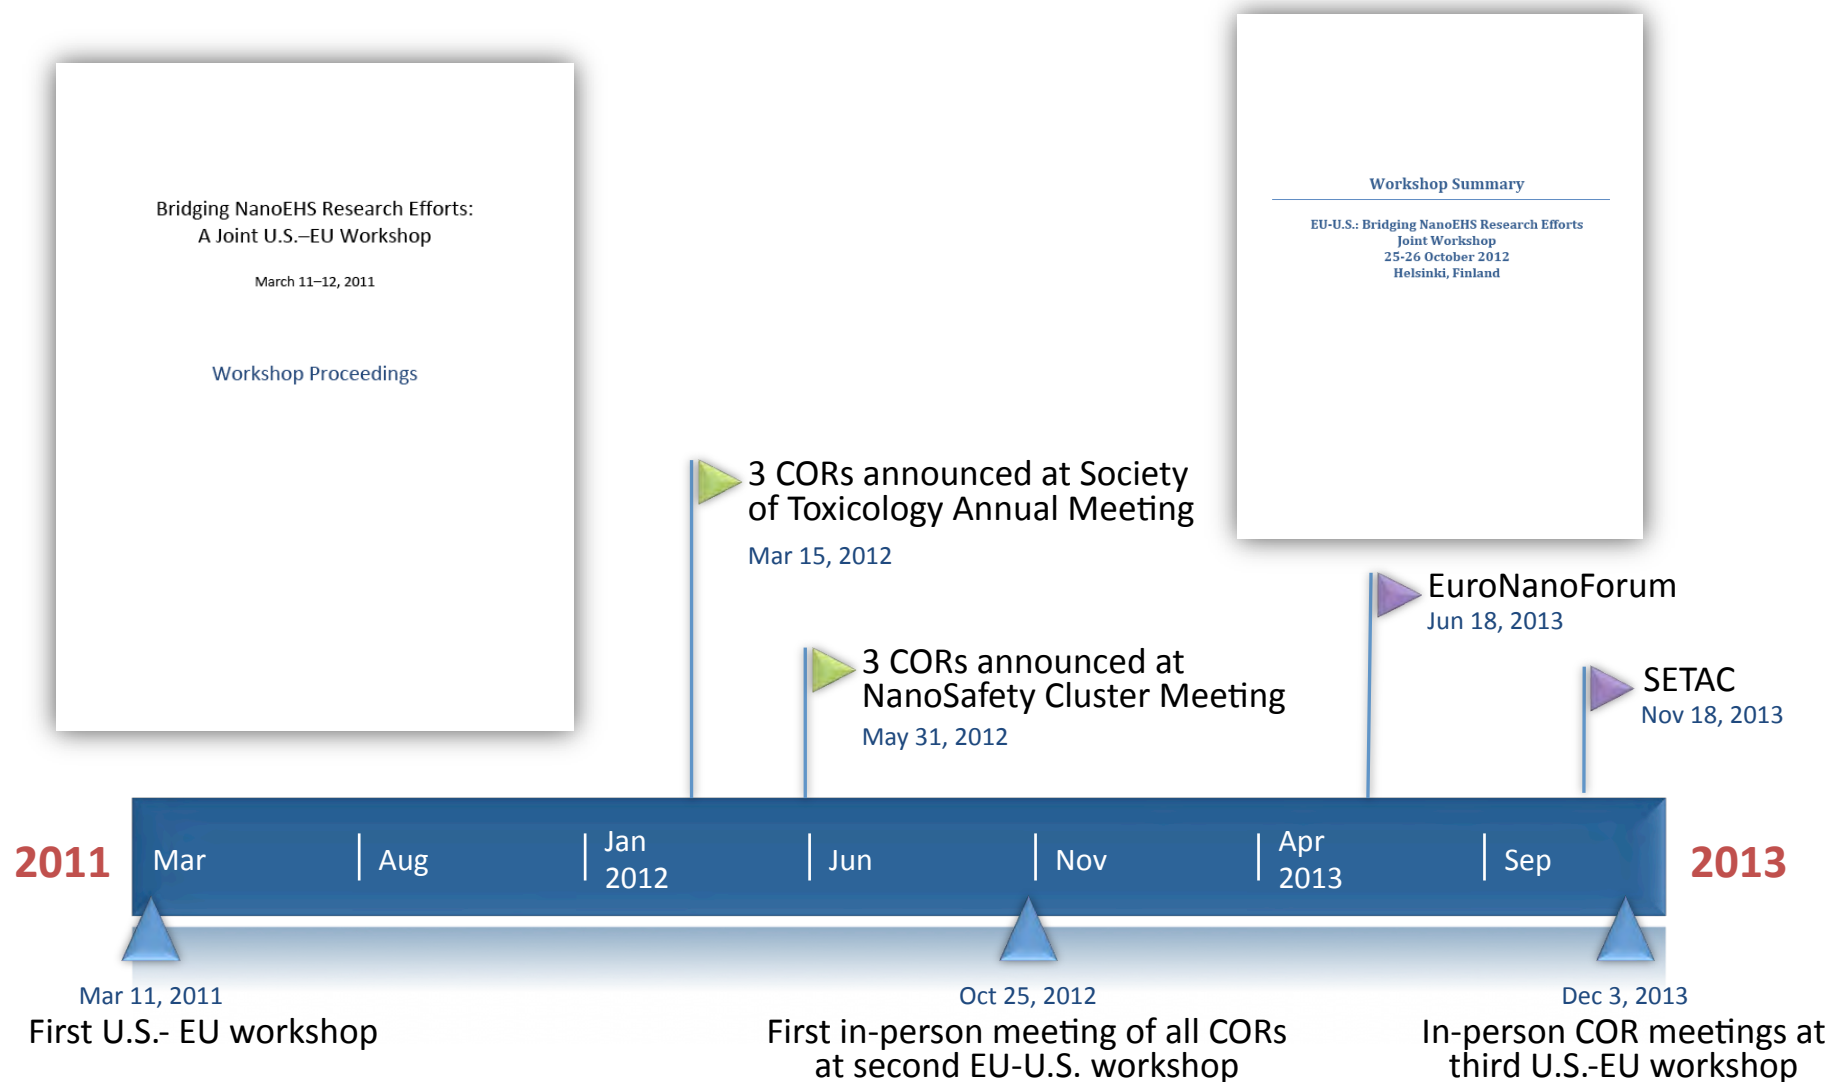 Bridging NanoEHS Research Efforts:
A Joint U.S.–EU Workshop
March 11–12, 2011
Workshop Proceedings
Workshop Summary
EU-U.S.: Bridging NanoEHS Research Efforts
Joint Workshop
25-26 October 2012
Helsinki, Finland
3 CORs announced at Society
of Toxicology Annual Meeting
Mar 15, 2012
3 CORs announced at
NanoSafety Cluster Meeting
May 31, 2012
EuroNanoForum
Jun 18, 2013
SETAC
Nov 18, 2013
2011
Mar
Aug
Jan
2012
Jun
Nov
Apr
2013
Sep
2013
Mar 11, 2011
First U.S.- EU workshop
Oct 25, 2012
First in-person meeting of all CORs
at second EU-U.S. workshop
Dec 3, 2013
In-person COR meetings at
third U.S.-EU workshop